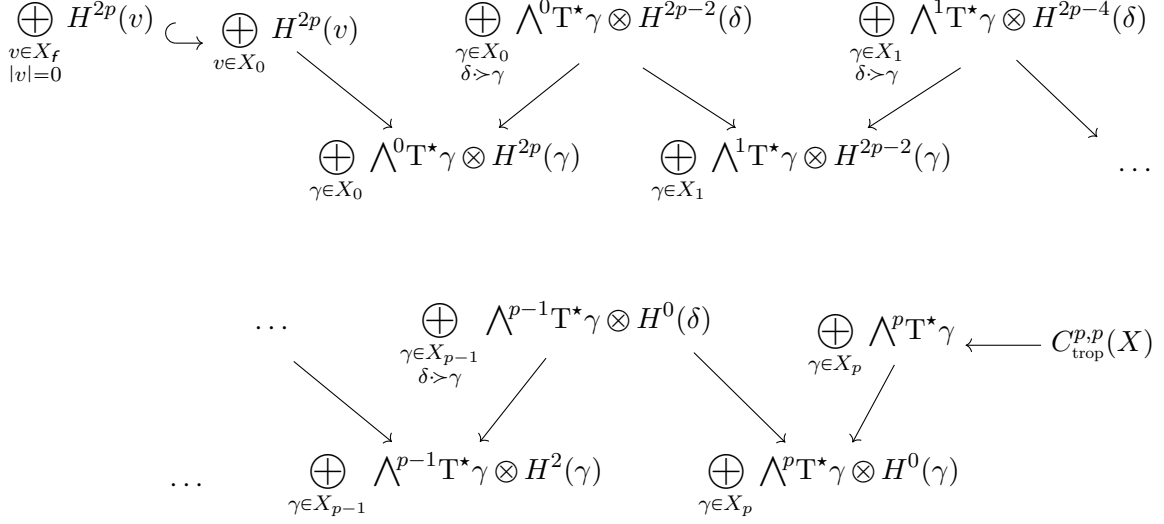 ⊕_{v∈X_f, |v|=0} H^{2p}(v) ↪ ⊕_{v∈X_0} H^{2p}(v)   ⊕_{γ∈X_0, δ⋗γ} ⋀^0 T^⋆γ ⊗ H^{2p−2}(δ)   ⊕_{γ∈X_1, δ⋗γ} ⋀^1 T^⋆γ ⊗ H^{2p−4}(δ)
⊕_{γ∈X_0} ⋀^0 T^⋆γ ⊗ H^{2p}(γ)   ⊕_{γ∈X_1} ⋀^1 T^⋆γ ⊗ H^{2p−2}(γ)   ⋯
⋯   ⊕_{γ∈X_{p−1}, δ⋗γ} ⋀^{p−1} T^⋆γ ⊗ H^0(δ)   ⊕_{γ∈X_p} ⋀^p T^⋆γ ← C^{p,p}_{trop}(X)
⋯   ⊕_{γ∈X_{p−1}} ⋀^{p−1} T^⋆γ ⊗ H^2(γ)   ⊕_{γ∈X_p} ⋀^p T^⋆γ ⊗ H^0(γ)